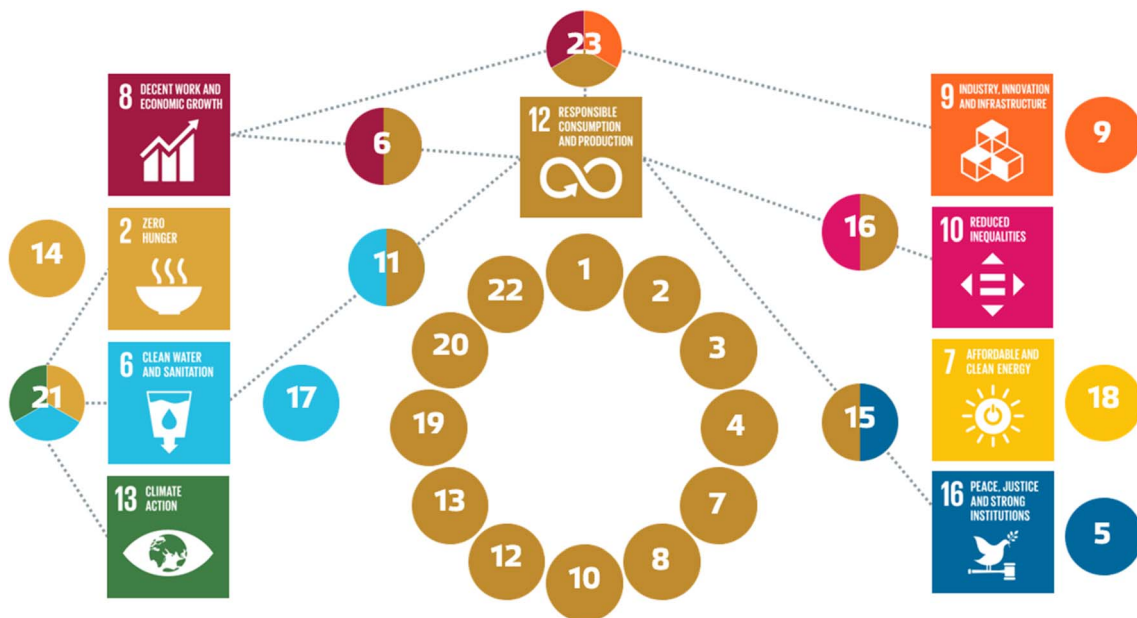 23
8 DECENT WORK AND
ECONOMIC GROWTH
6
12 RESPONSIBLE
CONSUMPTION
AND PRODUCTION
9 INDUSTRY, INNOVATION
AND INFRASTRUCTURE
9
14
2 ZERO
HUNGER
11
16
10 REDUCED
INEQUALITIES
1
22
2
20
3
21
6 CLEAN WATER
AND SANITATION
17
19
4
15
7 AFFORDABLE AND
CLEAN ENERGY
18
13 CLIMATE
ACTION
13
7
12
8
10
16 PEACE, JUSTICE
AND STRONG
INSTITUTIONS
5